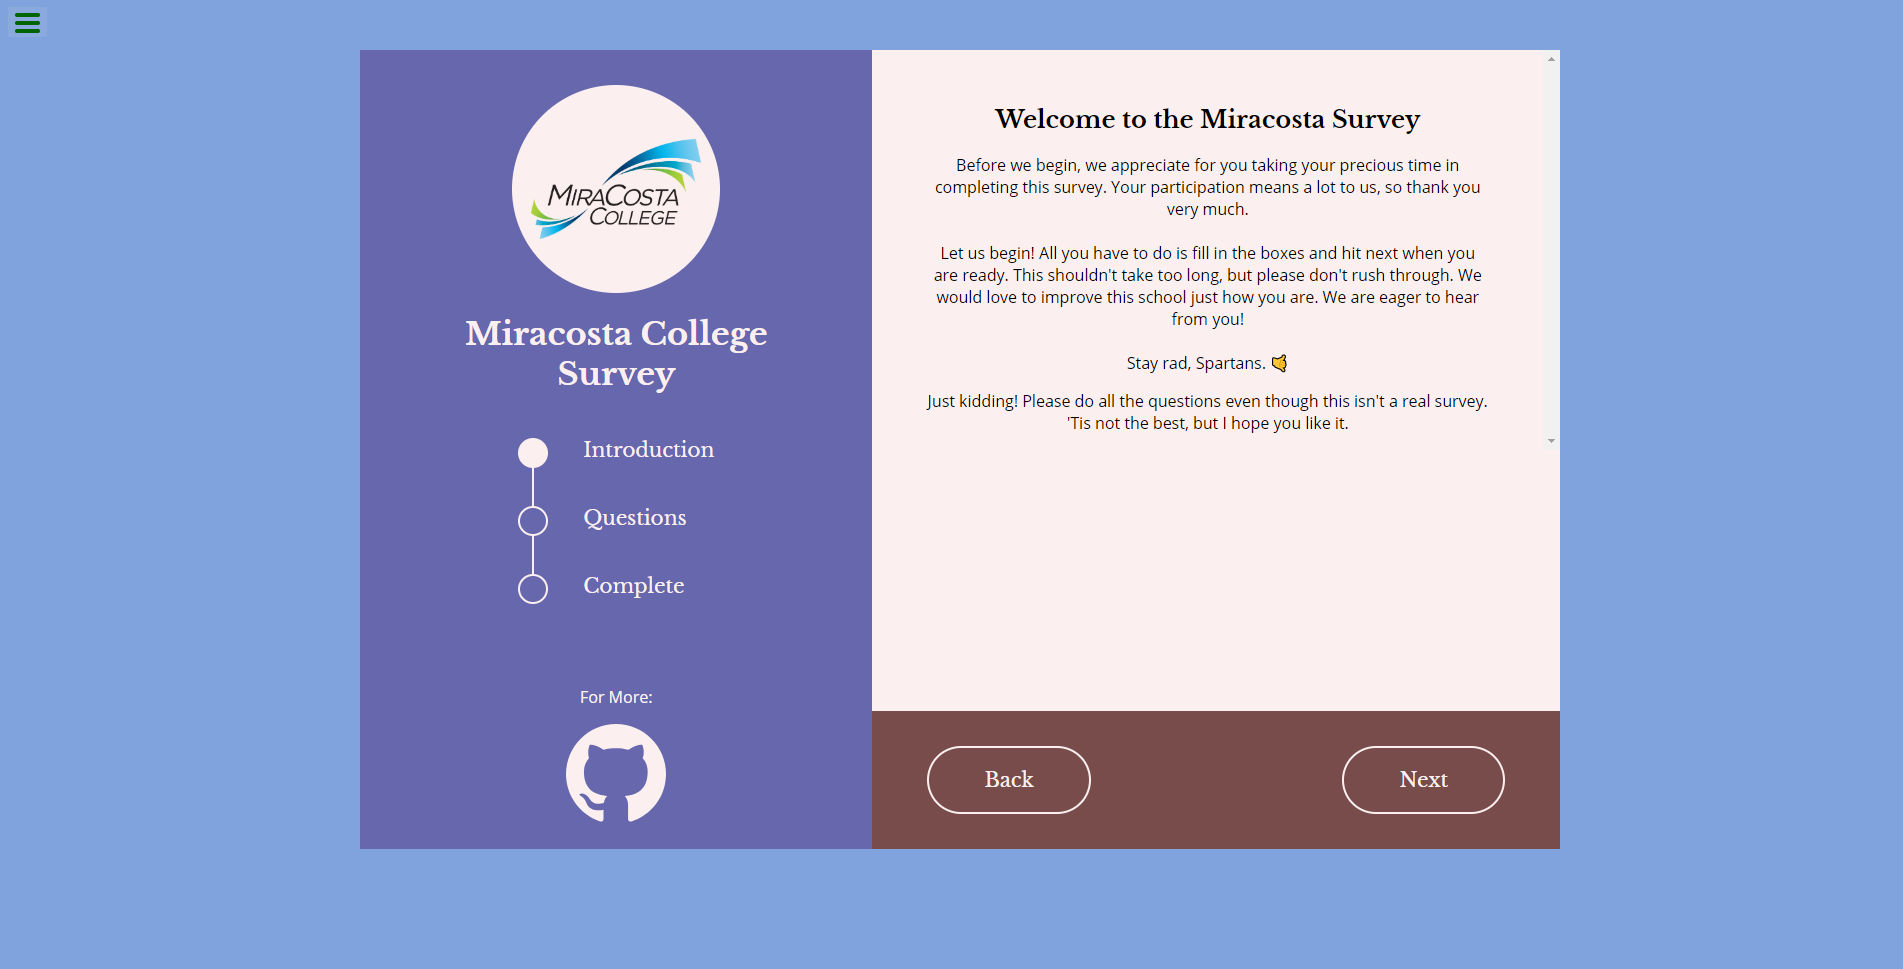 MIRACOSTA
COLLEGE
Miracosta College
Survey
Introduction
Questions
Complete
For More:
Welcome to the Miracosta Survey
Before we begin, we appreciate for you taking your precious time in
completing this survey. Your participation means a lot to us, so thank you
very much.
Let us begin! All you have to do is fill in the boxes and hit next when you
are ready. This shouldn't take too long, but please don't rush through. We
would love to improve this school just how you are. We are eager to hear
from you!
Stay rad, Spartans. 🤙
Just kidding! Please do all the questions even though this isn't a real survey.
'Tis not the best, but I hope you like it.
Back
Next